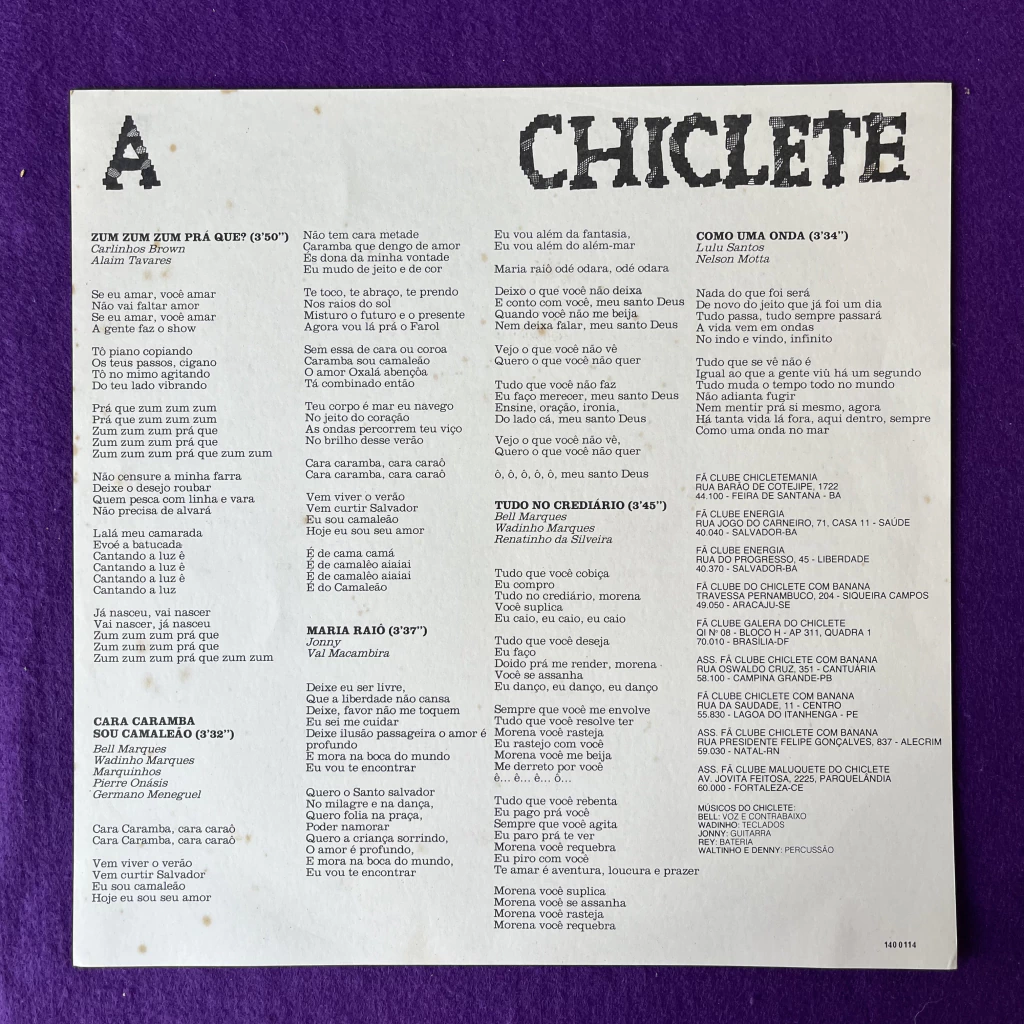 A
CHICLETE
ZUM ZUM ZUM PRÁ QUE? (3'50")
Carlinhos Brown
Alaim Tavares
Se eu amar, você amar
Não vai faltar amor
Se eu amar, você amar
A gente faz o show
Tô piano copiando
Os teus passos, cigano
Tô no mimo agitando
Do teu lado vibrando
Prá que zum zum zum
Prá que zum zum zum
Zum zum zum prá que
Zum zum zum prá que
Zum zum zum prá que zum zum
Não censure a minha farra
Deixe o desejo roubar
Quem pesca com linha e vara
Não precisa de alvará
Lalá meu camarada
Evoé a batucada
Cantando a luz ê
Cantando a luz ê
Cantando a luz ê
Cantando a luz
Já nasceu, vai nascer
Vai nascer, já nasceu
Zum zum zum prá que
Zum zum zum prá que
Zum zum zum prá que zum zum
CARA CARAMBA
SOU CAMALEÃO (3'32")
Bell Marques
Wadinho Marques
Marquinhos
Pierre Onásis
Germano Meneguel
Cara Caramba, cara caraô
Cara Caramba, cara caraô
Vem viver o verão
Vem curtir Salvador
Eu sou camaleão
Hoje eu sou seu amor
Não tem cara metade
Caramba que dengo de amor
És dona da minha vontade
Eu mudo de jeito e de cor
Te toco, te abraço, te prendo
Nos raios do sol
Misturo o futuro e o presente
Agora vou lá prá o Farol
Sem essa de cara ou coroa
Caramba sou camaleão
O amor Oxalá abençôa
Tá combinado então
Teu corpo é mar eu navego
No jeito do coração
As ondas percorrem teu viço
No brilho desse verão
Cara caramba, cara caraô
Cara caramba, cara caraô
Vem viver o verão
Vem curtir Salvador
Eu sou camaleão
Hoje eu sou seu amor
É de cama camá
É de camalêo aiaiai
É de camalêo aiaiai
É do Camaleão
MARIA RAIÔ (3'37")
Jonny
Val Macambira
Deixe eu ser livre,
Que a liberdade não cansa
Deixe, favor não me toquem
Eu sei me cuidar
Deixe ilusão passageira o amor é
profundo
E mora na boca do mundo
Eu vou te encontrar
Quero o Santo salvador
No milagre e na dança,
Quero folia na praça,
Poder namorar
Quero a criança sorrindo,
O amor é profundo,
E mora na boca do mundo,
Eu vou te encontrar
Eu vou além da fantasia,
Eu vou além do além-mar
Maria raiô odé odara, odé odara
Deixo o que você não deixa
E conto com você, meu santo Deus
Quando você não me beija
Nem deixa falar, meu santo Deus
Vejo o que você não vê
Quero o que você não quer
Tudo que você não faz
Eu faço merecer, meu santo Deus
Ensine, oração, ironia,
Do lado cá, meu santo Deus
Vejo o que você não vê,
Quero o que você não quer
ô, ô, ô, ô, ô, meu santo Deus
TUDO NO CREDIÁRIO (3'45")
Bell Marques
Wadinho Marques
Renatinho da Silveira
Tudo que você cobiça
Eu compro
Tudo no crediário, morena
Você suplica
Eu caio, eu caio, eu caio
Tudo que você deseja
Eu faço
Doido prá me render, morena
Você se assanha
Eu danço, eu danço, eu danço
Sempre que você me envolve
Tudo que você resolve ter
Morena você rasteja
Eu rastejo com você
Morena você me beija
Me derreto por você
ê... ê... ê... ô...
Tudo que você rebenta
Eu pago prá você
Sempre que você agita
Eu paro prá te ver
Morena você requebra
Eu piro com você
Te amar é aventura, loucura e prazer
Morena você suplica
Morena você se assanha
Morena você rasteja
Morena você requebra
COMO UMA ONDA (3'34")
Lulu Santos
Nelson Motta
Nada do que foi será
De novo do jeito que já foi um dia
Tudo passa, tudo sempre passará
A vida vem em ondas
No indo e vindo, infinito
Tudo que se vê não é
Igual ao que a gente viú há um segundo
Tudo muda o tempo todo no mundo
Não adianta fugir
Nem mentir prá si mesmo, agora
Há tanta vida lá fora, aqui dentro, sempre
Como uma onda no mar
FÃ CLUBE CHICLETEMANIA
RUA BARÃO DE COTEJIPE, 1722
44.100 - FEIRA DE SANTANA - BA
FÃ CLUBE ENERGIA
RUA JOGO DO CARNEIRO, 71, CASA 11 - SAÚDE
40.040 - SALVADOR-BA
FÃ CLUBE ENERGIA
RUA DO PROGRESSO, 45 - LIBERDADE
40.370 - SALVADOR-BA
FÃ CLUBE DO CHICLETE COM BANANA
TRAVESSA PERNAMBUCO, 204 - SIQUEIRA CAMPOS
49.050 - ARACAJU-SE
FÃ CLUBE GALERA DO CHICLETE
QI Nº 08 - BLOCO H - AP 311, QUADRA 1
70.010 - BRASÍLIA-DF
ASS. FÃ CLUBE CHICLETE COM BANANA
RUA OSWALDO CRUZ, 351 - CANTUÁRIA
58.100 - CAMPINA GRANDE-PB
FÃ CLUBE CHICLETE COM BANANA
RUA DA SAUDADE, 11 - CENTRO
55.830 - LAGOA DO ITANHENGA - PE
ASS. FÃ CLUBE CHICLETE COM BANANA
RUA PRESIDENTE FELIPE GONÇALVES, 837 - ALECRIM
59.030 - NATAL-RN
ASS. FÃ CLUBE MALUQUETE DO CHICLETE
AV. JOVITA FEITOSA, 2225, PARQUELÂNDIA
60.000 - FORTALEZA-CE
MÚSICOS DO CHICLETE:
BELL: VOZ E CONTRABAIXO
WADINHO: TECLADOS
JONNY: GUITARRA
REY: BATERIA
WALTINHO E DENNY: PERCUSSÃO
140 0114